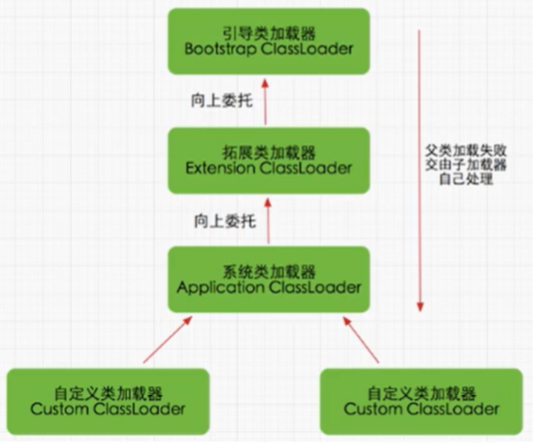 引导类加载器
Bootstrap ClassLoader
向上委托
拓展类加载器
Extension ClassLoader
父类加载失败
交由子加载器
自己处理
向上委托
系统类加载器
Application ClassLoader
自定义类加载器
Custom ClassLoader
自定义类加载器
Custom ClassLoader